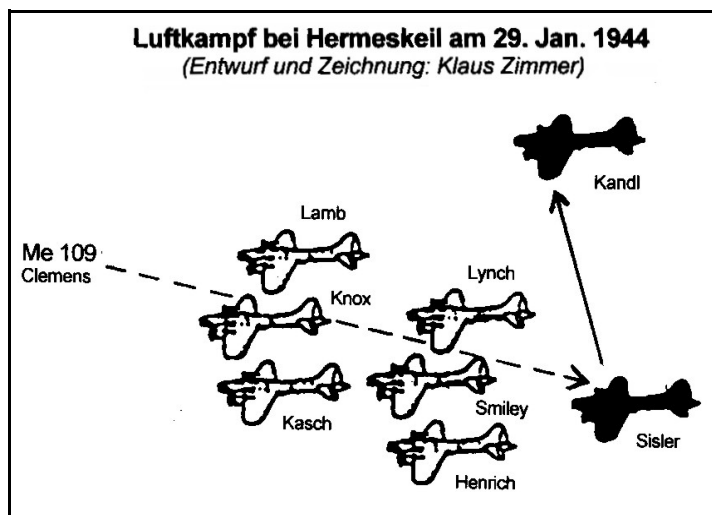 Luftkampf bei Hermeskeil am 29. Jan. 1944
(Entwurf und Zeichnung: Klaus Zimmer)
Kandl
Lamb
Me 109
Clemens
Lynch
Knox
Kasch
Smiley
Sisler
Henrich